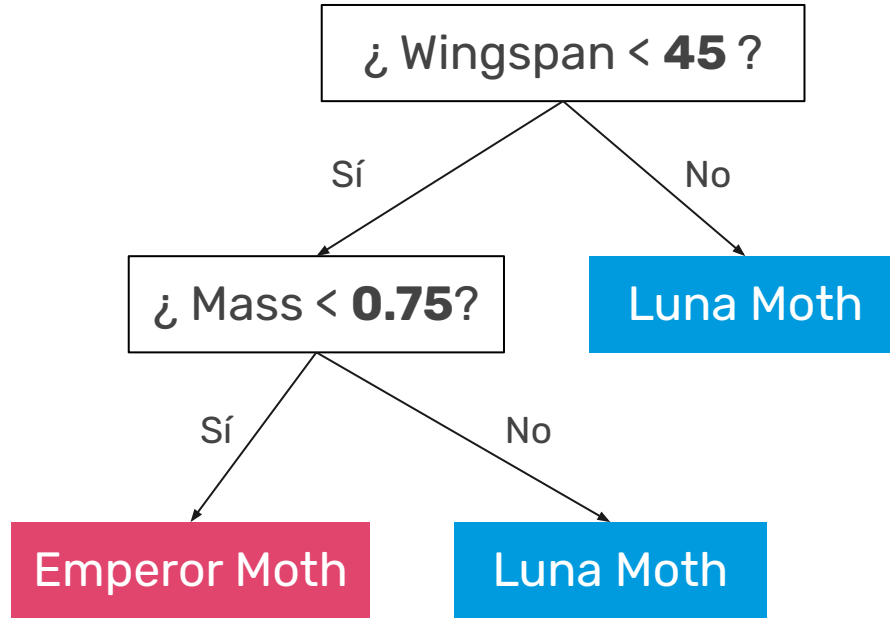 ¿ Wingspan < 45 ?
Sí
No
¿ Mass < 0.75?
Luna Moth
Sí
No
Emperor Moth
Luna Moth